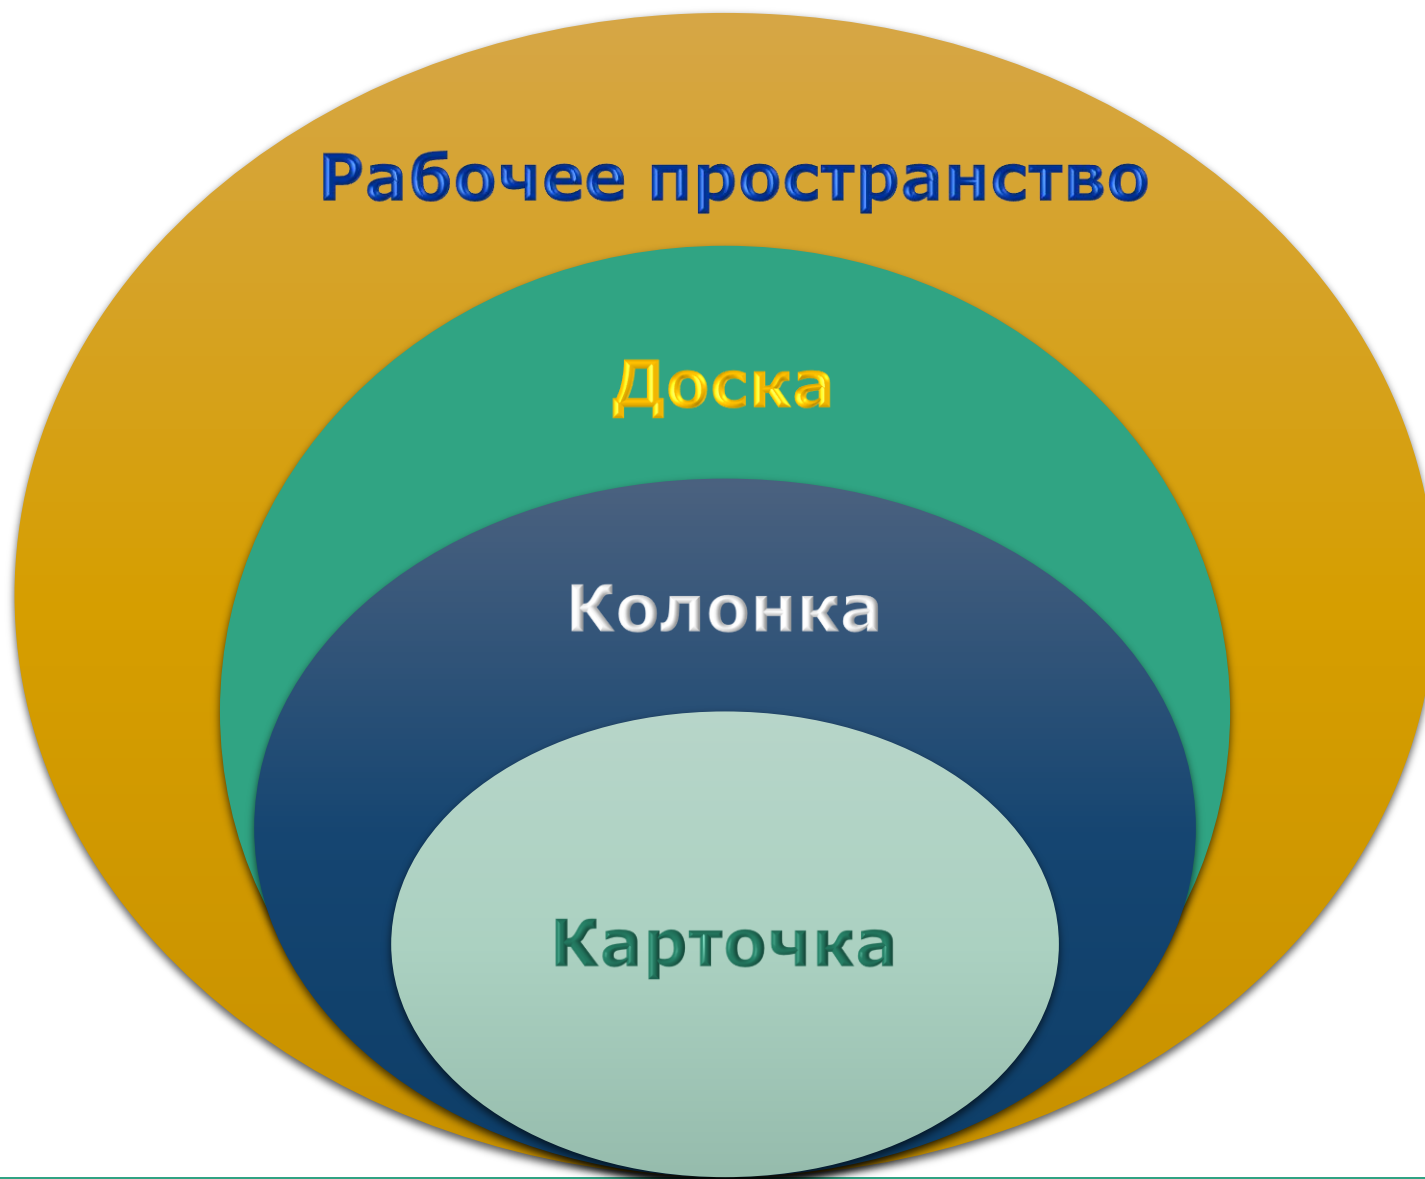 Рабочее пространство
Доска
Колонка
Карточка